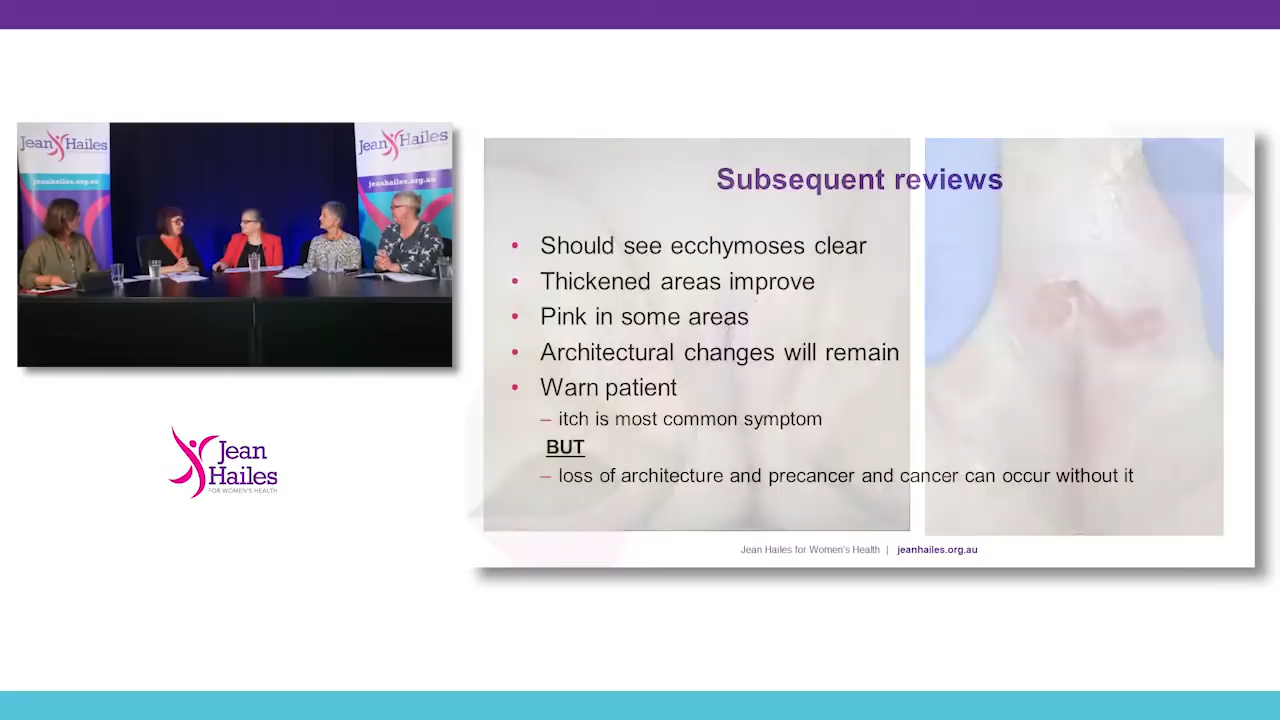 Jean Hailes
jeanhailes.org.au
Jean Hailes
jeanhailes.org.au
Jean
Hailes
FOR WOMEN'S HEALTH
Subsequent reviews
• Should see ecchymoses clear
• Thickened areas improve
• Pink in some areas
• Architectural changes will remain
• Warn patient
– itch is most common symptom
BUT
– loss of architecture and precancer and cancer can occur without it
Jean Hailes for Women's Health | jeanhailes.org.au